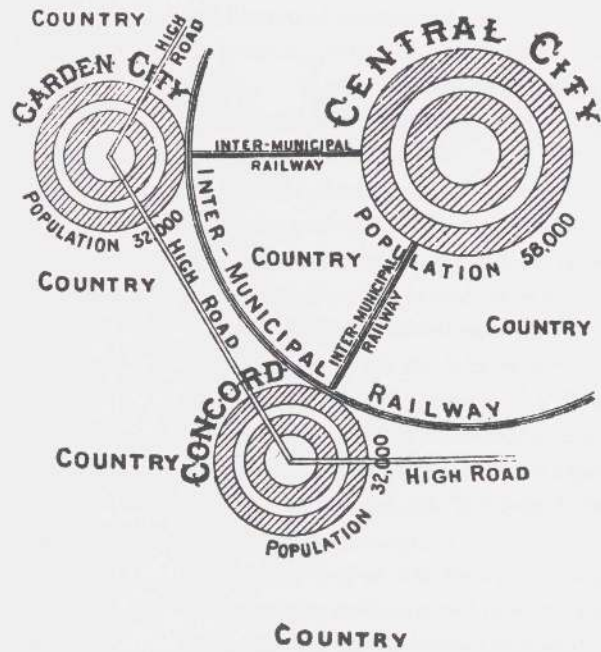 COUNTRY
HIGH ROAD
GARDEN CITY
POPULATION 32,000
CENTRAL CITY
POPULATION 58,000
INTER-MUNICIPAL
RAILWAY
INTER-MUNICIPAL RAILWAY
COUNTRY
INTER-MUNICIPAL
RAILWAY
COUNTRY
HIGH ROAD
COUNTRY
CONCORD
POPULATION 32,000
COUNTRY
HIGH ROAD
COUNTRY